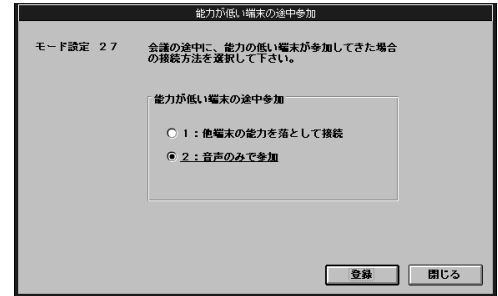 能力が低い端末の途中参加
モード設定 27
会議の途中に、能力の低い端末が参加してきた場合
の接続方法を選択して下さい。
能力が低い端末の途中参加
1：他端末の能力を落として接続
2：音声のみで参加
登録
閉じる